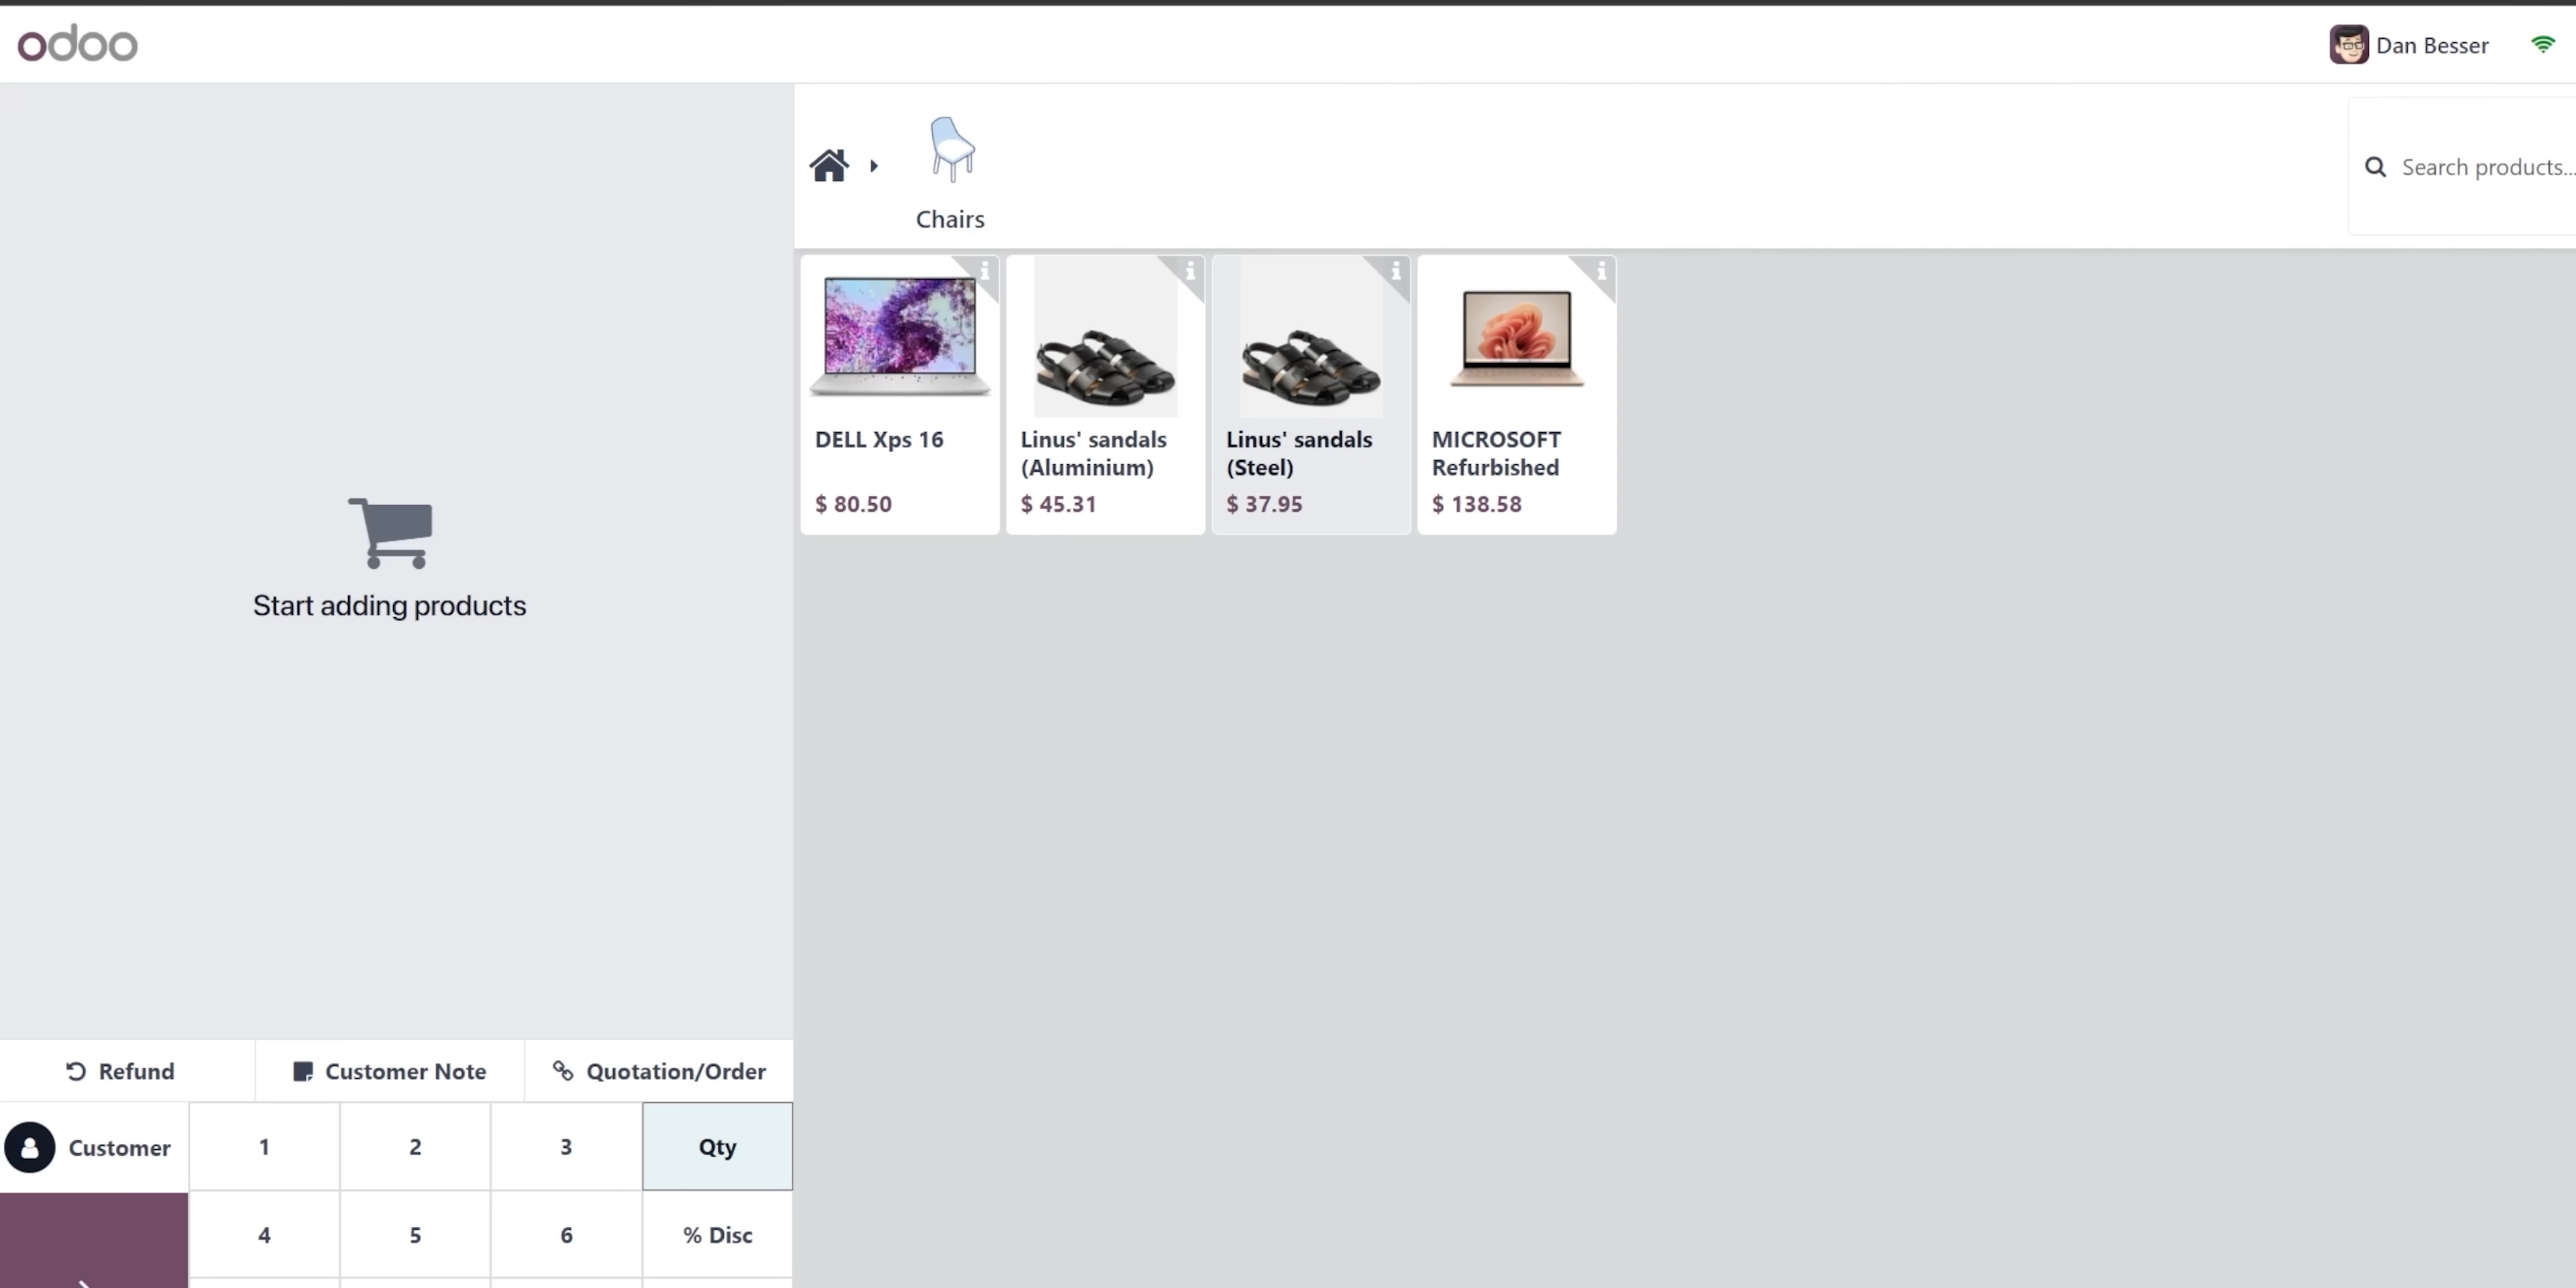 odoo
Dan Besser
Search products...
Chairs
DELL Xps 16
$ 80.50
Linus' sandals
(Aluminium)
$ 45.31
Linus' sandals
(Steel)
$ 37.95
MICROSOFT
Refurbished
$ 138.58
Start adding products
Refund
Customer Note
Quotation/Order
Customer
1
2
3
Qty
4
5
6
% Disc